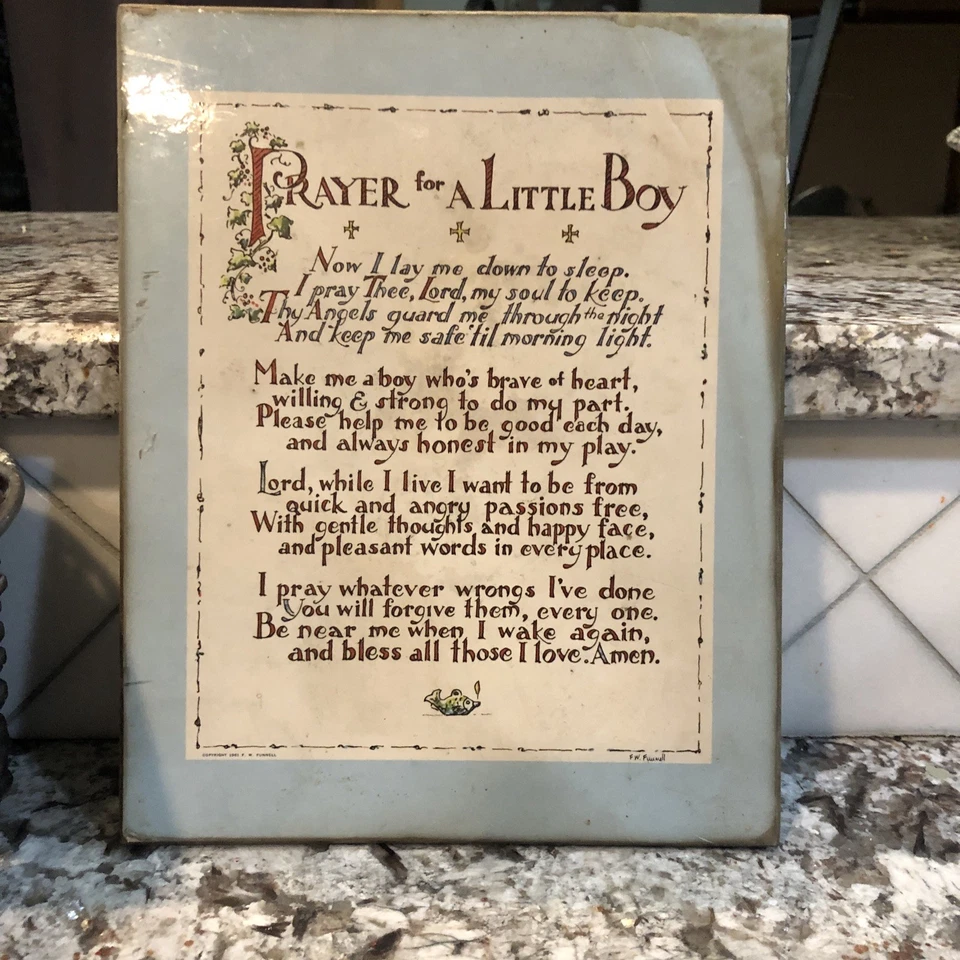 PRAYER for A LITTLE BOY
Now I lay me down to sleep.
I pray Thee, Lord, my soul to keep.
Thy Angels guard me through the night
And keep me safe 'til morning light.
Make me a boy who's brave of heart,
willing & strong to do my part.
Please help me to be good each day,
and always honest in my play.
Lord, while I live I want to be from
quick and angry passions free,
With gentle thoughts and happy face,
and pleasant words in every place.
I pray whatever wrongs I've done
You will forgive them, every one.
Be near me when I wake again,
and bless all those I love. Amen.
COPYRIGHT F. W. PUNNELL
F.W. Punnell